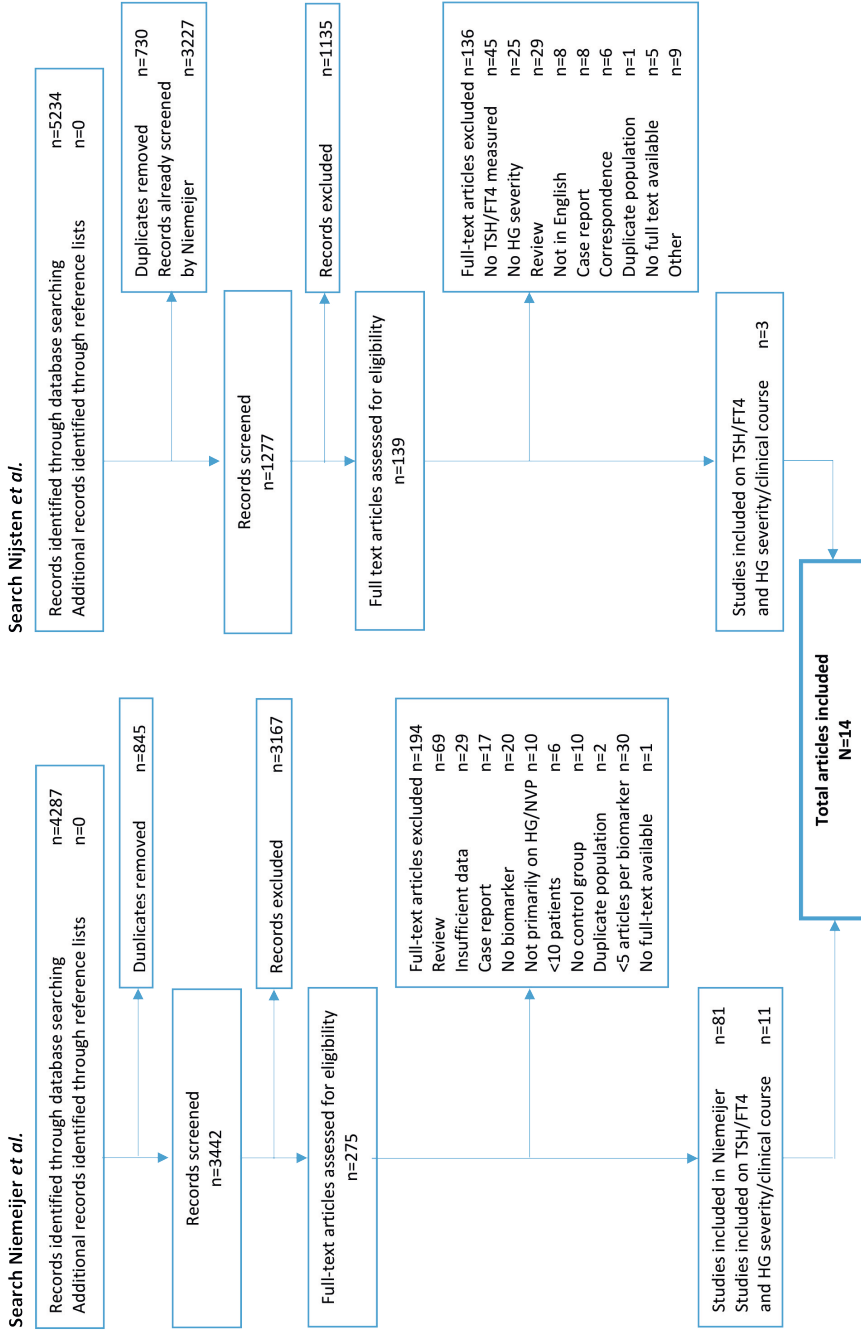 Search Niemeijer et al.
Records identified through database searching n=4287
Additional records identified through reference lists n=0
Duplicates removed n=845
Records screened
n=3442
Records excluded n=3167
Full-text articles assessed for eligibility
n=275
Full-text articles excluded n=194
Review n=69
Insufficient data n=29
Case report n=17
No biomarker n=20
Not primarily on HG/NVP n=10
<10 patients n=6
No control group n=10
Duplicate population n=2
<5 articles per biomarker n=30
No full-text available n=1
Studies included in Niemeijer n=81
Studies included on TSH/FT4
and HG severity/clinical course n=11
Search Nijsten et al.
Records identified through database searching n=5234
Additional records identified through reference lists n=0
Duplicates removed n=730
Records already screened
by Niemeijer n=3227
Records screened
n=1277
Records excluded n=1135
Full text articles assessed for eligibility
n=139
Full-text articles excluded n=136
No TSH/FT4 measured n=45
No HG severity n=25
Review n=29
Not in English n=8
Case report n=8
Correspondence n=6
Duplicate population n=1
No full text available n=5
Other n=9
Studies included on TSH/FT4
and HG severity/clinical course n=3
Total articles included
N=14